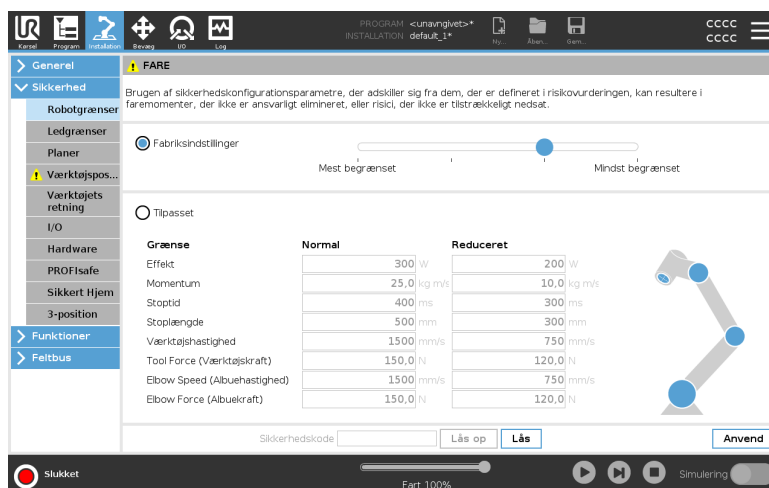 UR
Kørsel Program Installation Bevæg I/O Log
PROGRAM <unavngivet>*
INSTALLATION default_1*
Ny... Åben... Gem...
CCCC
CCCC
Generel
Sikkerhed
Robotgrænser
Ledgrænser
Planer
Værktøjspos...
Værktøjets
retning
I/O
Hardware
PROFIsafe
Sikkert Hjem
3-position
Funktioner
Feltbus
FARE
Brugen af sikkerhedskonfigurationsparametre, der adskiller sig fra dem, der er defineret i risikovurderingen, kan resultere i
faremomenter, der ikke er ansvarligt elimineret, eller risici, der ikke er tilstrækkeligt nedsat.
Fabriksindstillinger
Mest begrænset Mindst begrænset
Tilpasset
Grænse Normal Reduceret
Effekt 300 W 200 W
Momentum 25,0 kg m/s 10,0 kg m/s
Stoptid 400 ms 300 ms
Stoplængde 500 mm 300 mm
Værktøjshastighed 1500 mm/s 750 mm/s
Tool Force (Værktøjskraft) 150,0 N 120,0 N
Elbow Speed (Albuehastighed) 1500 mm/s 750 mm/s
Elbow Force (Albuekraft) 150,0 N 120,0 N
Sikkerhedskode Lås op Lås Anvend
Slukket
Fart 100%
Simulering